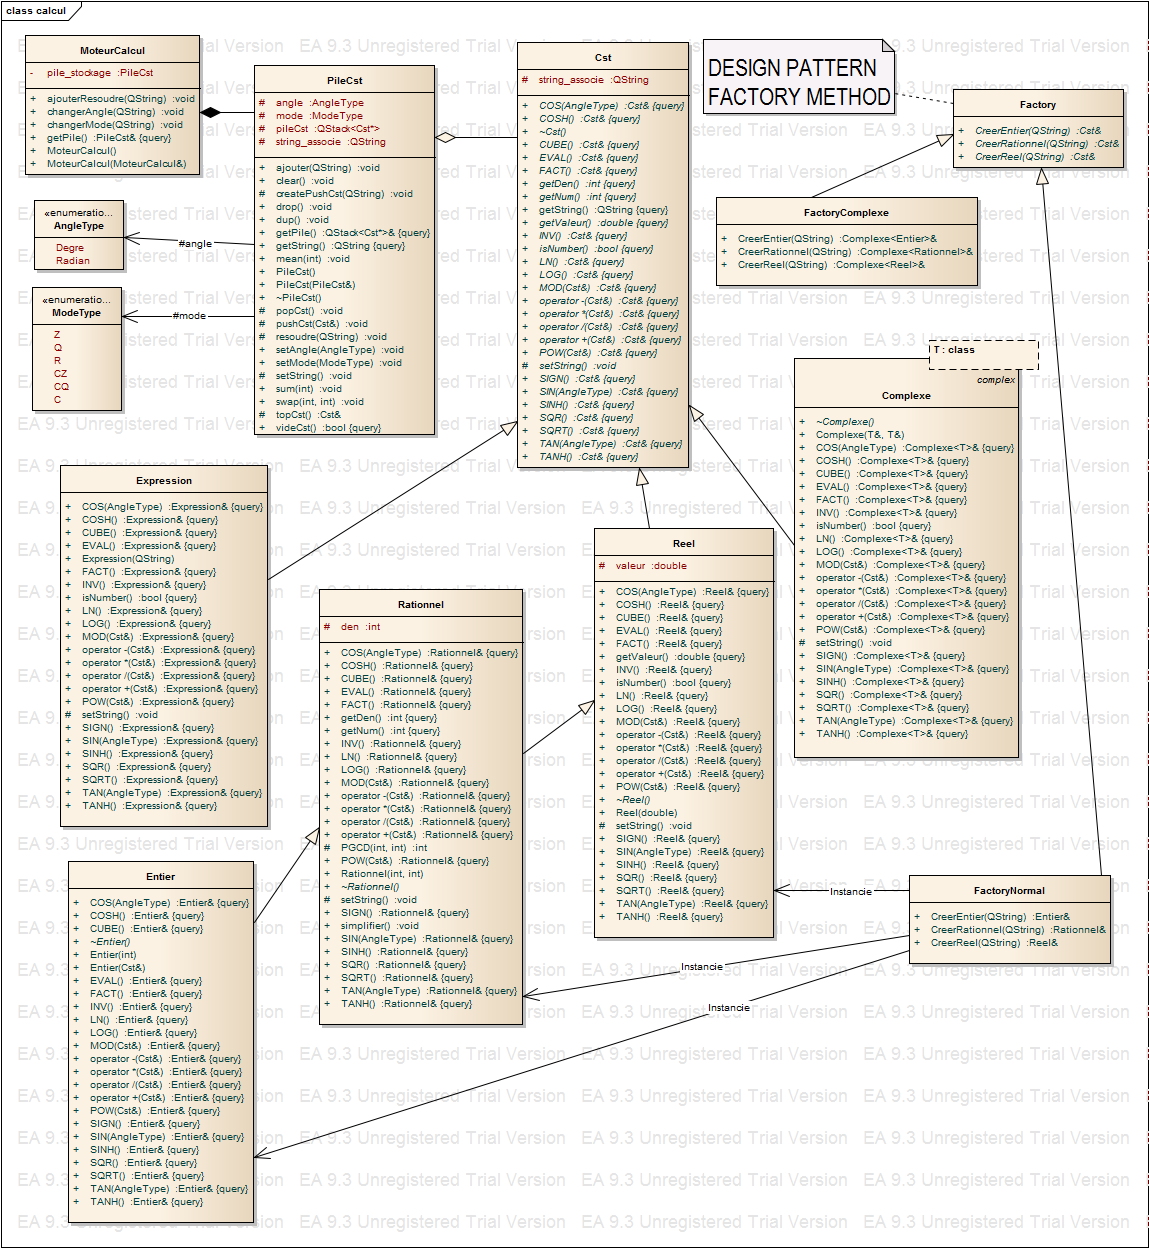 class calcul
EA 9.3 Unregistered Trial Version
MoteurCalcul
- pile_stockage :PileCst
+ ajouterResoudre(QString) :void
+ changerAngle(QString) :void
+ changerMode(QString) :void
+ getPile() :PileCst& {query}
+ MoteurCalcul()
+ MoteurCalcul(MoteurCalcul&)
PileCst
# angle :AngleType
# mode :ModeType
# pileCst :QStack<Cst*>
# string_associe :QString
+ ajouter(QString) :void
+ clear() :void
# createPushCst(QString) :void
+ drop() :void
+ dup() :void
+ getPile() :QStack<Cst*>& {query}
+ getString() :QString {query}
+ mean(int) :void
+ PileCst()
+ PileCst(PileCst&)
+ ~PileCst()
# popCst() :void
# pushCst(Cst&) :void
# resoudre(QString) :void
+ setAngle(AngleType) :void
+ setMode(ModeType) :void
# setString() :void
+ sum(int) :void
+ swap(int, int) :void
# topCst() :Cst&
+ videCst() :bool {query}
Cst
# string_associe :QString
+ COS(AngleType) :Cst& {query}
+ COSH() :Cst& {query}
+ ~Cst()
+ CUBE() :Cst& {query}
+ EVAL() :Cst& {query}
+ FACT() :Cst& {query}
+ getDen() :int {query}
+ getNum() :int {query}
+ getString() :QString {query}
+ getValeur() :double {query}
+ INV() :Cst& {query}
+ isNumber() :bool {query}
+ LN() :Cst& {query}
+ LOG() :Cst& {query}
+ MOD(Cst&) :Cst& {query}
+ operator -(Cst&) :Cst& {query}
+ operator *(Cst&) :Cst& {query}
+ operator /(Cst&) :Cst& {query}
+ operator +(Cst&) :Cst& {query}
+ POW(Cst&) :Cst& {query}
# setString() :void
+ SIGN() :Cst& {query}
+ SIN(AngleType) :Cst& {query}
+ SINH() :Cst& {query}
+ SQR() :Cst& {query}
+ SQRT() :Cst& {query}
+ TAN(AngleType) :Cst& {query}
+ TANH() :Cst& {query}
DESIGN PATTERN
FACTORY METHOD
Factory
+ CreerEntier(QString) :Cst&
+ CreerRationnel(QString) :Cst&
+ CreerReel(QString) :Cst&
FactoryComplexe
+ CreerEntier(QString) :Complexe<Entier>&
+ CreerRationnel(QString) :Complexe<Rationnel>&
+ CreerReel(QString) :Complexe<Reel>&
«enumeratio...
AngleType
Degre
Radian
#angle
«enumeratio...
ModeType
Z
Q
R
CZ
CQ
C
#mode
T : class
complex
Complexe
+ ~Complexe()
+ Complexe(T&, T&)
+ COS(AngleType) :Complexe<T>& {query}
+ COSH() :Complexe<T>& {query}
+ CUBE() :Complexe<T>& {query}
+ EVAL() :Complexe<T>& {query}
+ FACT() :Complexe<T>& {query}
+ INV() :Complexe<T>& {query}
+ isNumber() :bool {query}
+ LN() :Complexe<T>& {query}
+ LOG() :Complexe<T>& {query}
+ MOD(Cst&) :Complexe<T>& {query}
+ operator -(Cst&) :Complexe<T>& {query}
+ operator *(Cst&) :Complexe<T>& {query}
+ operator /(Cst&) :Complexe<T>& {query}
+ operator +(Cst&) :Complexe<T>& {query}
+ POW(Cst&) :Complexe<T>& {query}
# setString() :void
+ SIGN() :Complexe<T>& {query}
+ SIN(AngleType) :Complexe<T>& {query}
+ SINH() :Complexe<T>& {query}
+ SQR() :Complexe<T>& {query}
+ SQRT() :Complexe<T>& {query}
+ TAN(AngleType) :Complexe<T>& {query}
+ TANH() :Complexe<T>& {query}
Expression
+ COS(AngleType) :Expression& {query}
+ COSH() :Expression& {query}
+ CUBE() :Expression& {query}
+ EVAL() :Expression& {query}
+ Expression(QString)
+ FACT() :Expression& {query}
+ INV() :Expression& {query}
+ isNumber() :bool {query}
+ LN() :Expression& {query}
+ LOG() :Expression& {query}
+ MOD(Cst&) :Expression& {query}
+ operator -(Cst&) :Expression& {query}
+ operator *(Cst&) :Expression& {query}
+ operator /(Cst&) :Expression& {query}
+ operator +(Cst&) :Expression& {query}
+ POW(Cst&) :Expression& {query}
# setString() :void
+ SIGN() :Expression& {query}
+ SIN(AngleType) :Expression& {query}
+ SINH() :Expression& {query}
+ SQR() :Expression& {query}
+ SQRT() :Expression& {query}
+ TAN(AngleType) :Expression& {query}
+ TANH() :Expression& {query}
Rationnel
# den :int
+ COS(AngleType) :Rationnel& {query}
+ COSH() :Rationnel& {query}
+ CUBE() :Rationnel& {query}
+ EVAL() :Rationnel& {query}
+ FACT() :Rationnel& {query}
+ getDen() :int {query}
+ getNum() :int {query}
+ INV() :Rationnel& {query}
+ LN() :Rationnel& {query}
+ LOG() :Rationnel& {query}
+ MOD(Cst&) :Rationnel& {query}
+ operator -(Cst&) :Rationnel& {query}
+ operator *(Cst&) :Rationnel& {query}
+ operator /(Cst&) :Rationnel& {query}
+ operator +(Cst&) :Rationnel& {query}
# PGCD(int, int) :int
+ POW(Cst&) :Rationnel& {query}
+ Rationnel(int, int)
+ ~Rationnel()
# setString() :void
+ SIGN() :Rationnel& {query}
+ simplifier() :void
+ SIN(AngleType) :Rationnel& {query}
+ SINH() :Rationnel& {query}
+ SQR() :Rationnel& {query}
+ SQRT() :Rationnel& {query}
+ TAN(AngleType) :Rationnel& {query}
+ TANH() :Rationnel& {query}
Reel
# valeur :double
+ COS(AngleType) :Reel& {query}
+ COSH() :Reel& {query}
+ CUBE() :Reel& {query}
+ EVAL() :Reel& {query}
+ FACT() :Reel& {query}
+ getValeur() :double {query}
+ INV() :Reel& {query}
+ isNumber() :bool {query}
+ LN() :Reel& {query}
+ LOG() :Reel& {query}
+ MOD(Cst&) :Reel& {query}
+ operator -(Cst&) :Reel& {query}
+ operator *(Cst&) :Reel& {query}
+ operator /(Cst&) :Reel& {query}
+ operator +(Cst&) :Reel& {query}
+ POW(Cst&) :Reel& {query}
+ ~Reel()
+ Reel(double)
# setString() :void
+ SIGN() :Reel& {query}
+ SIN(AngleType) :Reel& {query}
+ SINH() :Reel& {query}
+ SQR() :Reel& {query}
+ SQRT() :Reel& {query}
+ TAN(AngleType) :Reel& {query}
+ TANH() :Reel& {query}
Entier
+ COS(AngleType) :Entier& {query}
+ COSH() :Entier& {query}
+ CUBE() :Entier& {query}
+ ~Entier()
+ Entier(int)
+ Entier(Cst&)
+ EVAL() :Entier& {query}
+ FACT() :Entier& {query}
+ INV() :Entier& {query}
+ LN() :Entier& {query}
+ LOG() :Entier& {query}
+ MOD(Cst&) :Entier& {query}
+ operator -(Cst&) :Entier& {query}
+ operator *(Cst&) :Entier& {query}
+ operator /(Cst&) :Entier& {query}
+ operator +(Cst&) :Entier& {query}
+ POW(Cst&) :Entier& {query}
+ SIGN() :Entier& {query}
+ SIN(AngleType) :Entier& {query}
+ SINH() :Entier& {query}
+ SQR() :Entier& {query}
+ SQRT() :Entier& {query}
+ TAN(AngleType) :Entier& {query}
+ TANH() :Entier& {query}
FactoryNormal
+ CreerEntier(QString) :Entier&
+ CreerRationnel(QString) :Rationnel&
+ CreerReel(QString) :Reel&
Instancie
Instancie
Instancie